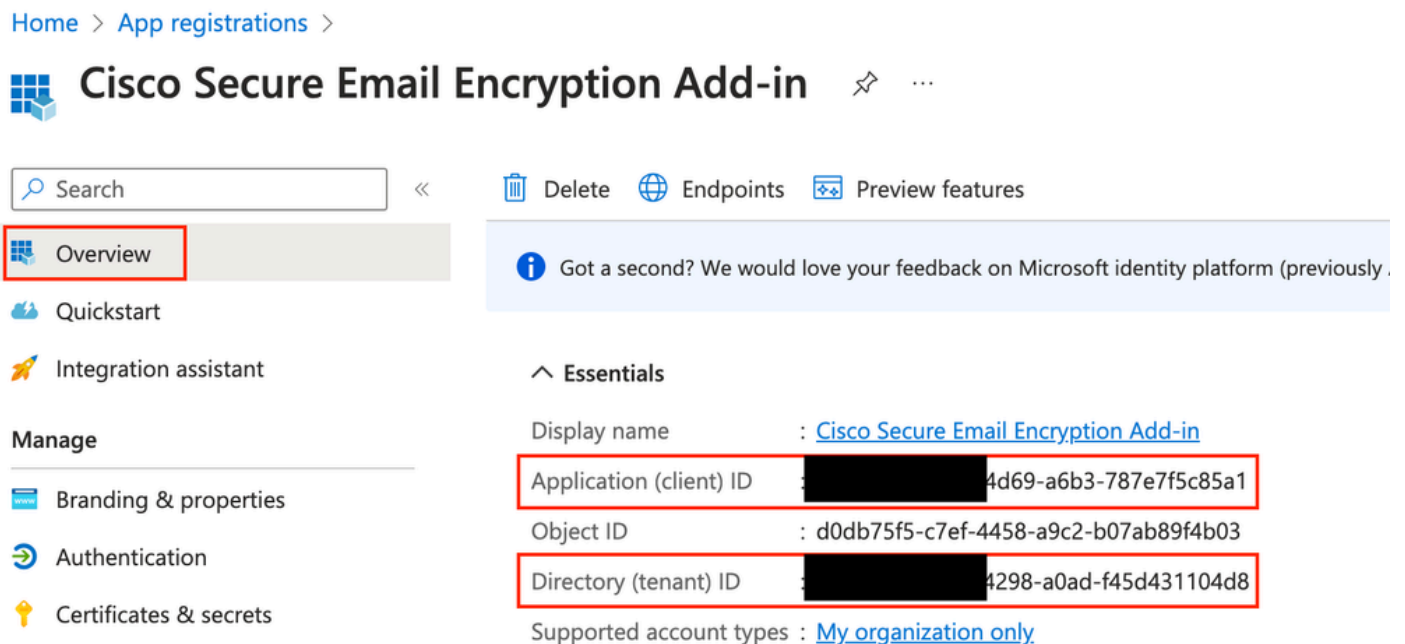 Home > App registrations >
Cisco Secure Email Encryption Add-in ...
Search «
Delete Endpoints Preview features
Overview
Got a second? We would love your feedback on Microsoft identity platform (previously
Quickstart
Integration assistant
Essentials
Display name : Cisco Secure Email Encryption Add-in
Manage
Application (client) ID : 4d69-a6b3-787e7f5c85a1
Branding & properties
www
Object ID : d0db75f5-c7ef-4458-a9c2-b07ab89f4b03
Authentication
Directory (tenant) ID : 4298-a0ad-f45d431104d8
Certificates & secrets
Supported account types : My organization only